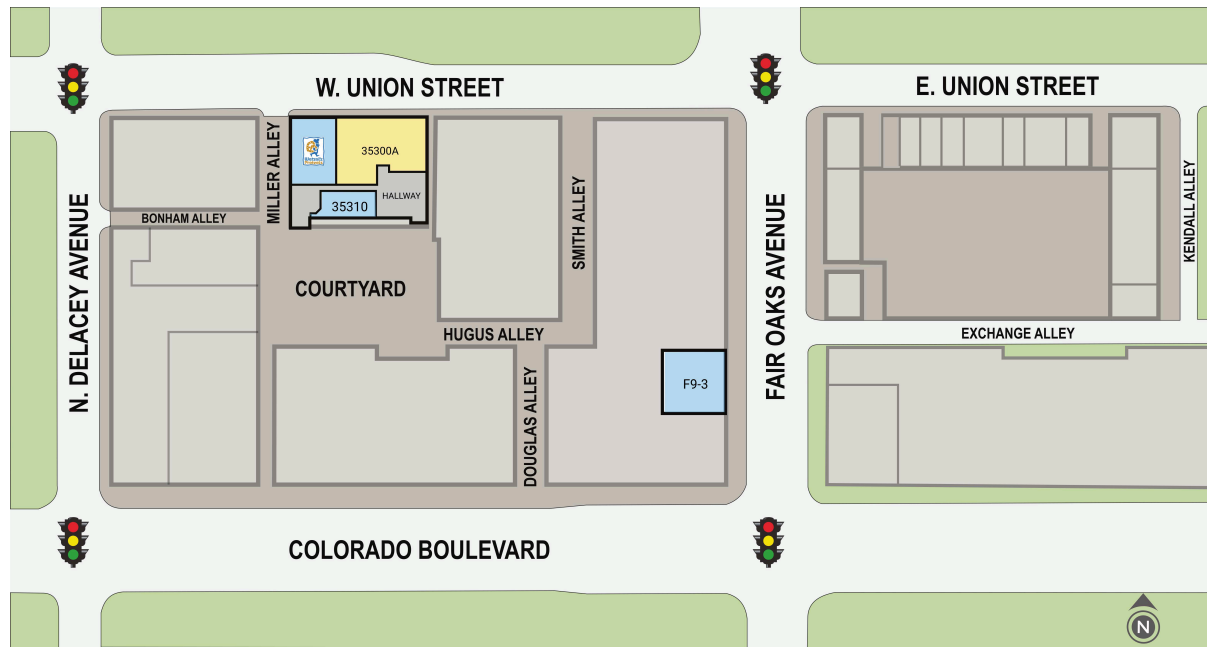 W. UNION STREET
E. UNION STREET
MILLER ALLEY
35300A
HALLWAY
35310
BONHAM ALLEY
N. DELACEY AVENUE
COURTYARD
SMITH ALLEY
HUGUS ALLEY
DOUGLAS ALLEY
F9-3
FAIR OAKS AVENUE
KENDALL ALLEY
EXCHANGE ALLEY
COLORADO BOULEVARD
N